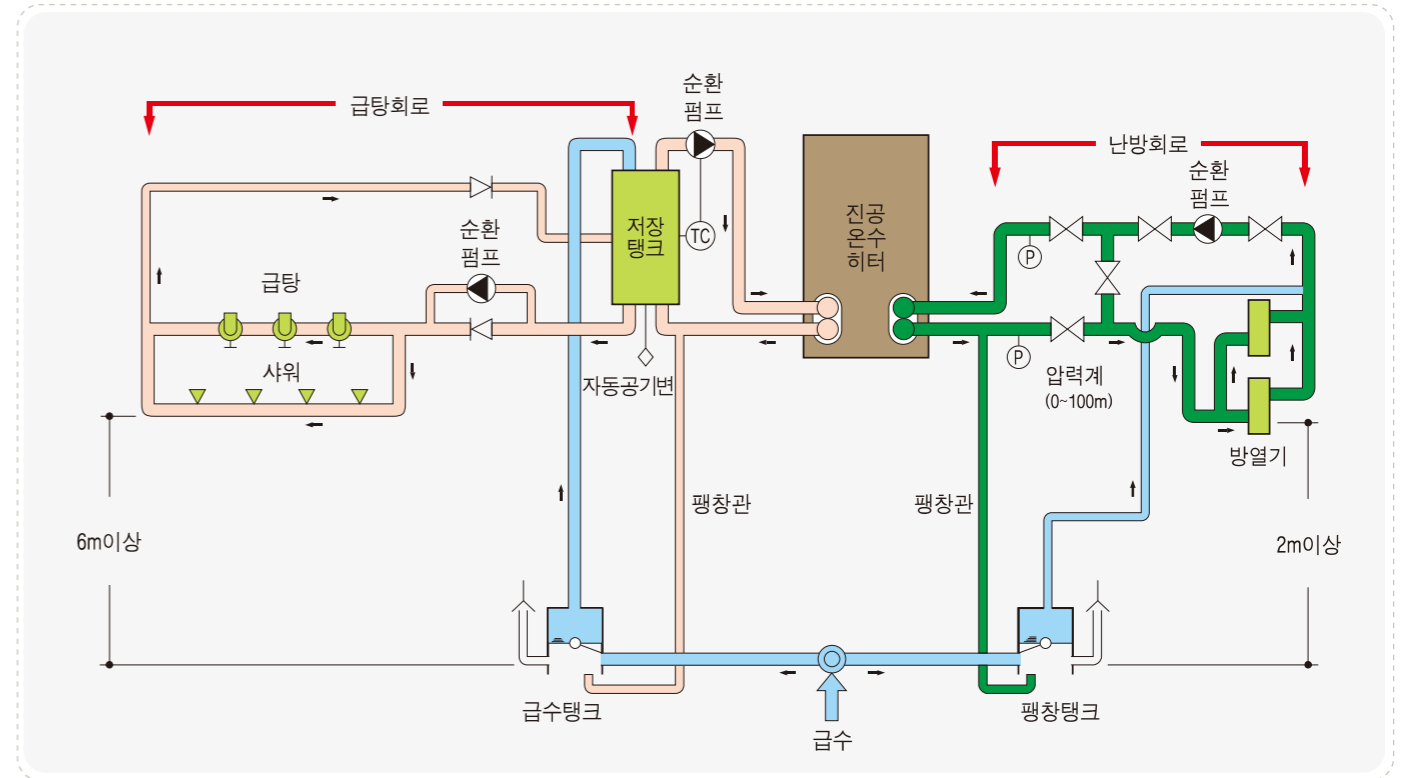 급탕회로
순환
펌프
난방회로
순환
펌프
저장
탱크
TC
진공
온수
히터
순환
펌프
P
급탕
샤워
자동공기변
P
압력계
(0~100m)
방열기
팽창관
팽창관
6m이상
2m이상
급수탱크
팽창탱크
급수